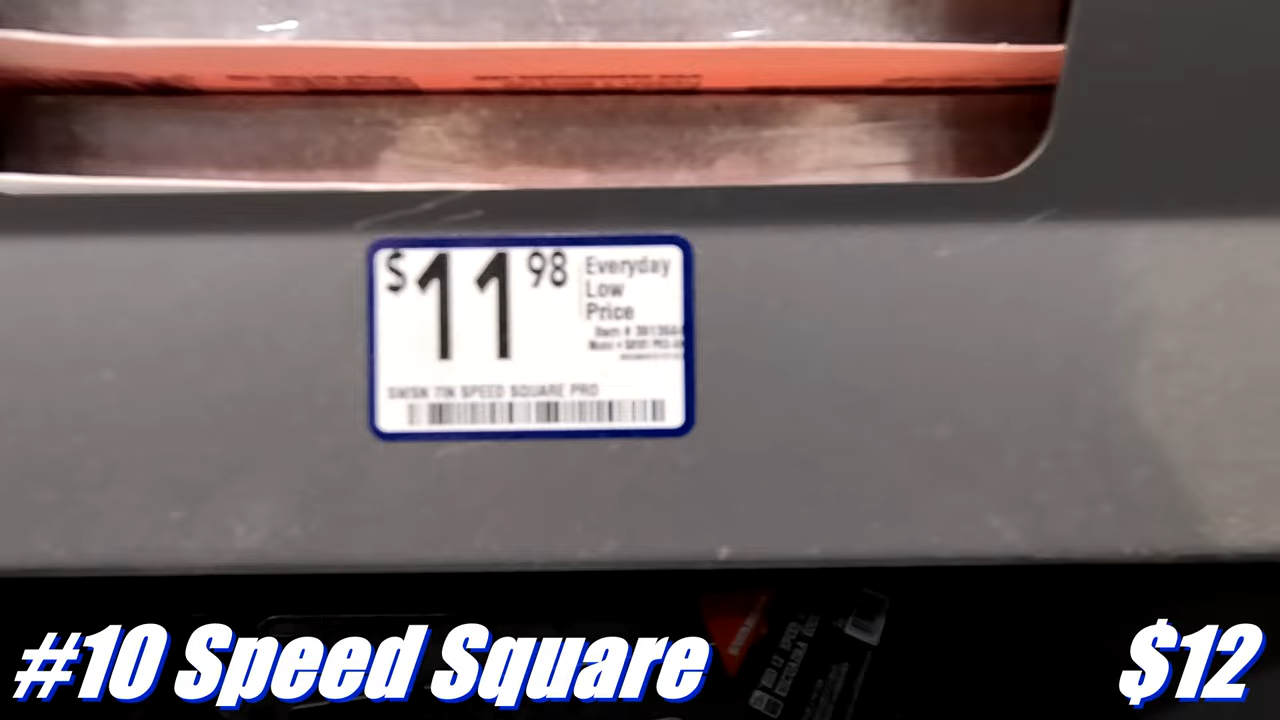 $11 98
Everyday
Low
Price
SWSN 7IN SPEED SQUARE PRO
#10 Speed Square
$12